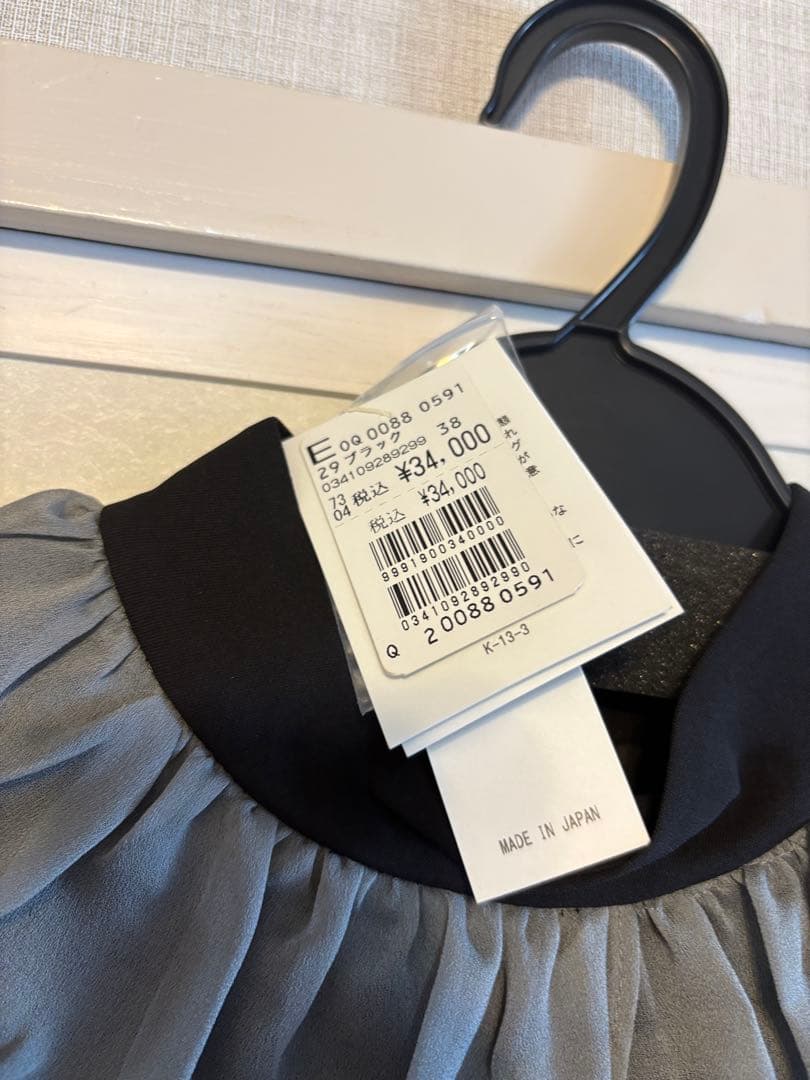 E 0Q 0088 0591
29 ブラック 38
034109289299
73
04 税込 ¥34,000
税込 ¥34,000
9991900340000
0341092892990
Q 2 0088 0591
K-13-3
MADE IN JAPAN